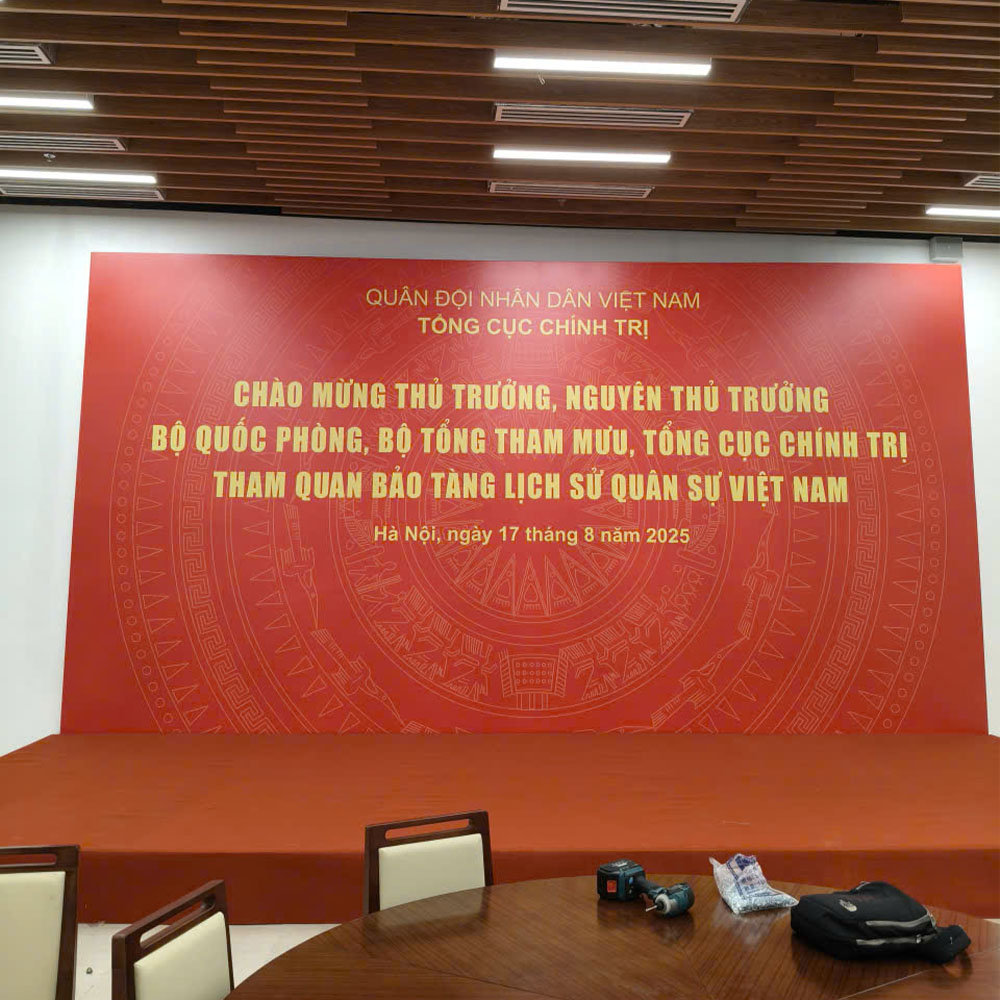 QUÂN ĐỘI NHÂN DÂN VIỆT NAM
TỔNG CỤC CHÍNH TRỊ
CHÀO MỪNG THỦ TRƯỞNG, NGUYÊN THỦ TRƯỞNG
BỘ QUỐC PHÒNG, BỘ TỔNG THAM MƯU, TỔNG CỤC CHÍNH TRỊ
THAM QUAN BẢO TÀNG LỊCH SỬ QUÂN SỰ VIỆT NAM
Hà Nội, ngày 17 tháng 8 năm 2025